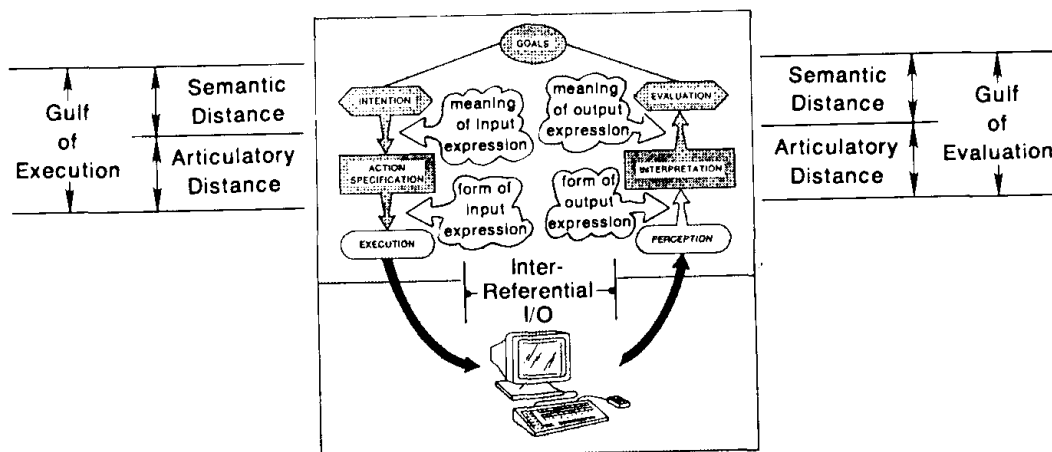 Gulf
of
Execution
Semantic
Distance
Articulatory
Distance
GOALS
INTENTION
meaning
of input
expression
ACTION
SPECIFICATION
form of
input
expression
EXECUTION
meaning
of output
expression
EVALUATION
INTERPRETATION
form of
output
expression
PERCEPTION
Inter-
Referential
I/O
Semantic
Distance
Articulatory
Distance
Gulf
of
Evaluation